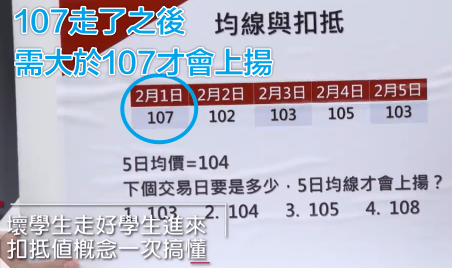 107走了之後
需大於107才會上揚
均線與扣抵
2月1日 2月2日 2月3日 2月4日 2月5日
107 102 103 105 103
5日均價=104
下個交易日要是多少，5日均線才會上揚？
1. 103 2. 104 3. 105 4. 108
壞學生走好學生進來
扣抵值概念一次搞懂